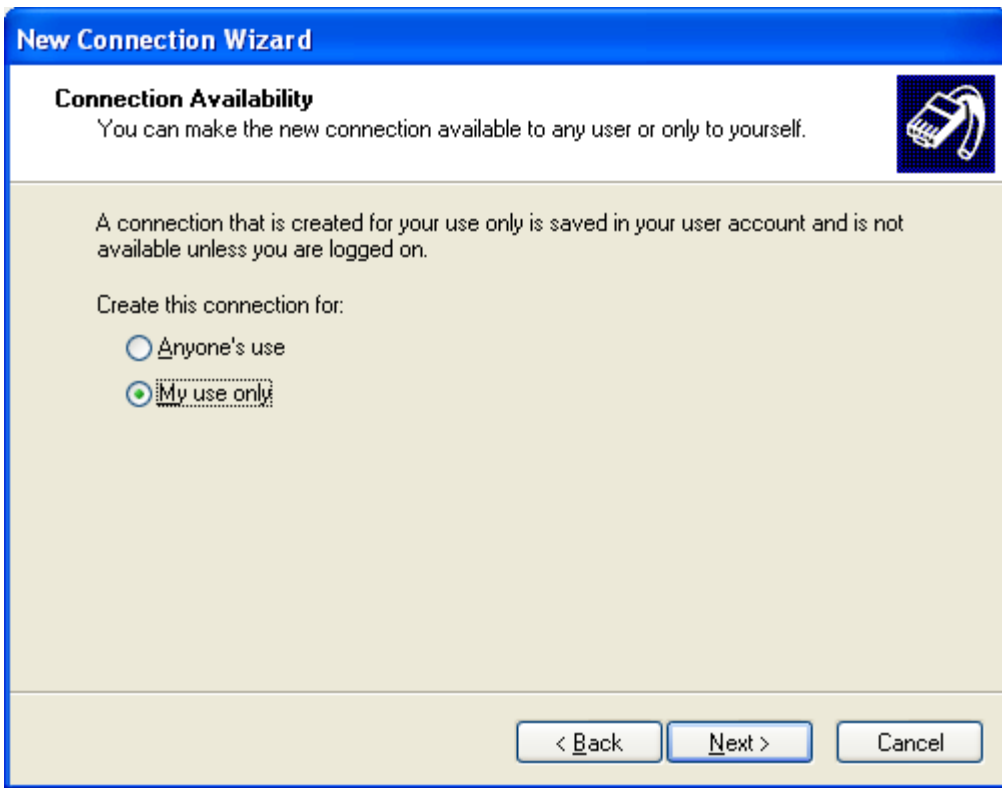 New Connection Wizard
Connection Availability
You can make the new connection available to any user or only to yourself.
A connection that is created for your use only is saved in your user account and is not
available unless you are logged on.
Create this connection for:
Anyone's use
My use only
< Back
Next >
Cancel